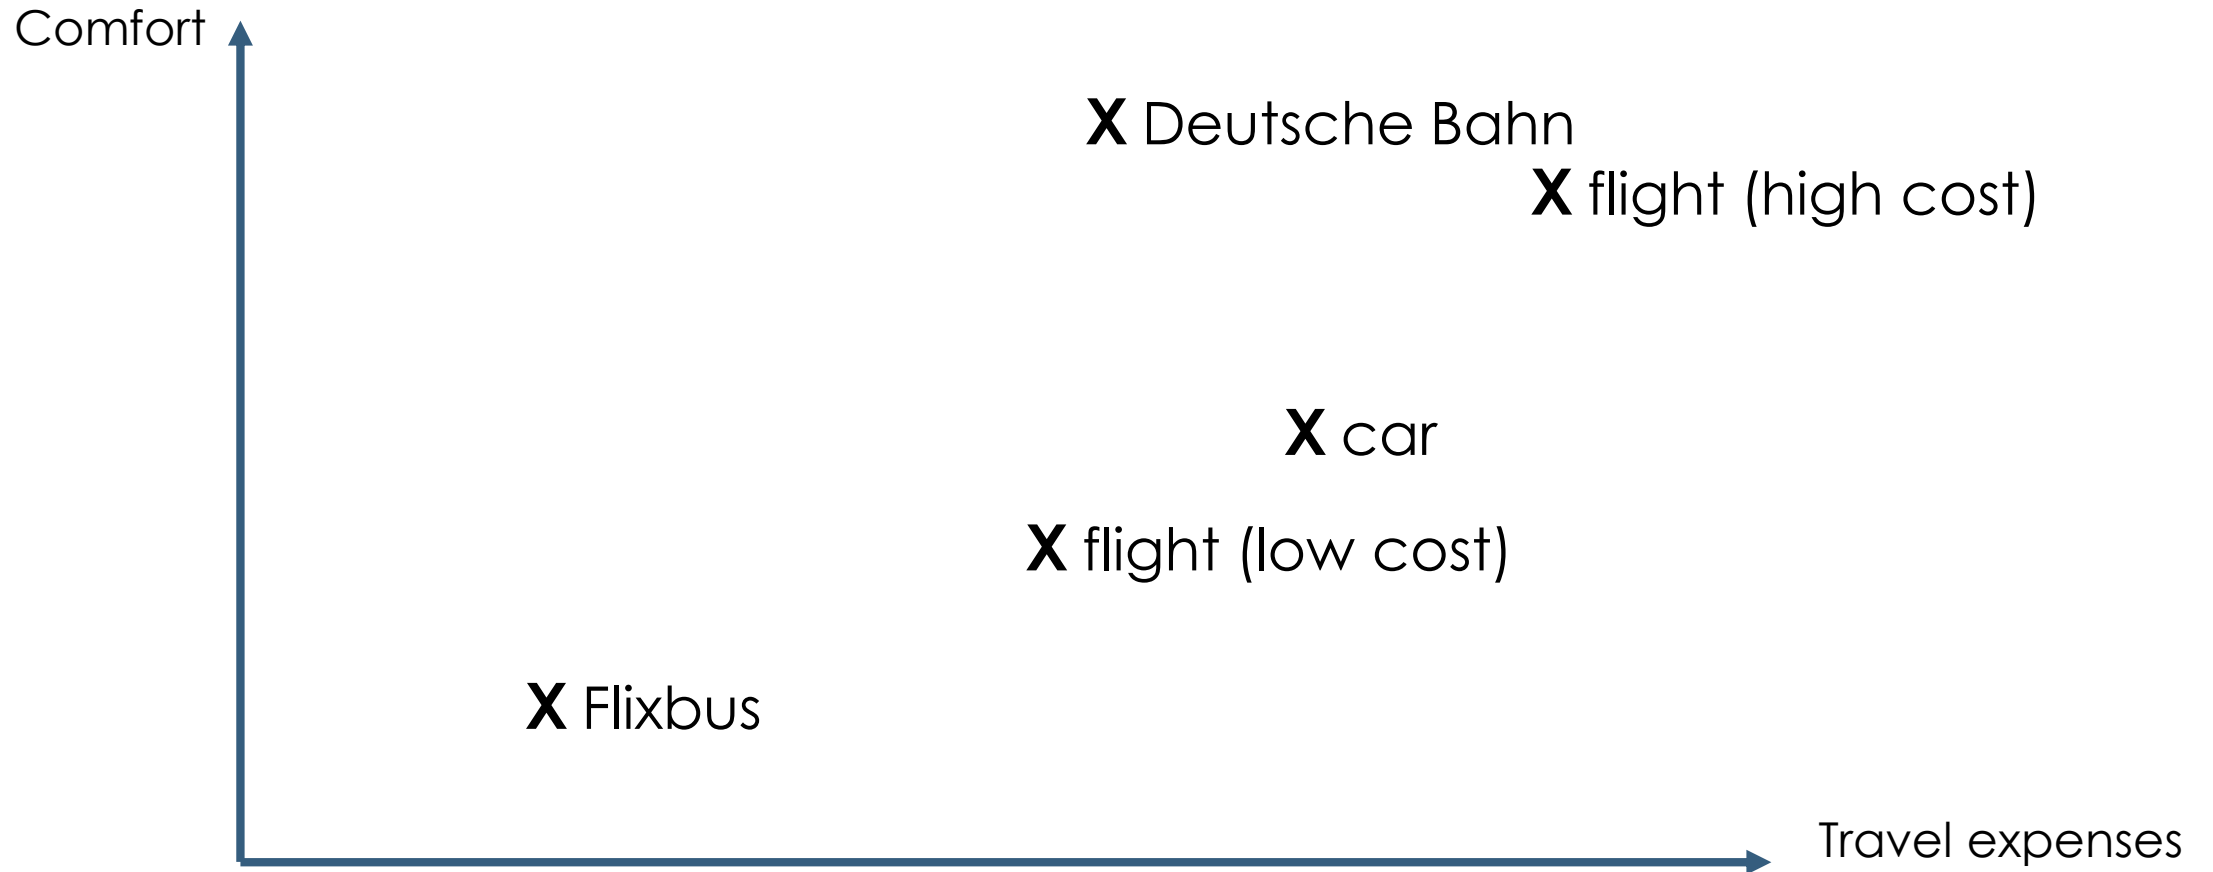 Comfort
X Deutsche Bahn
X flight (high cost)
X car
X flight (low cost)
X Flixbus
Travel expenses